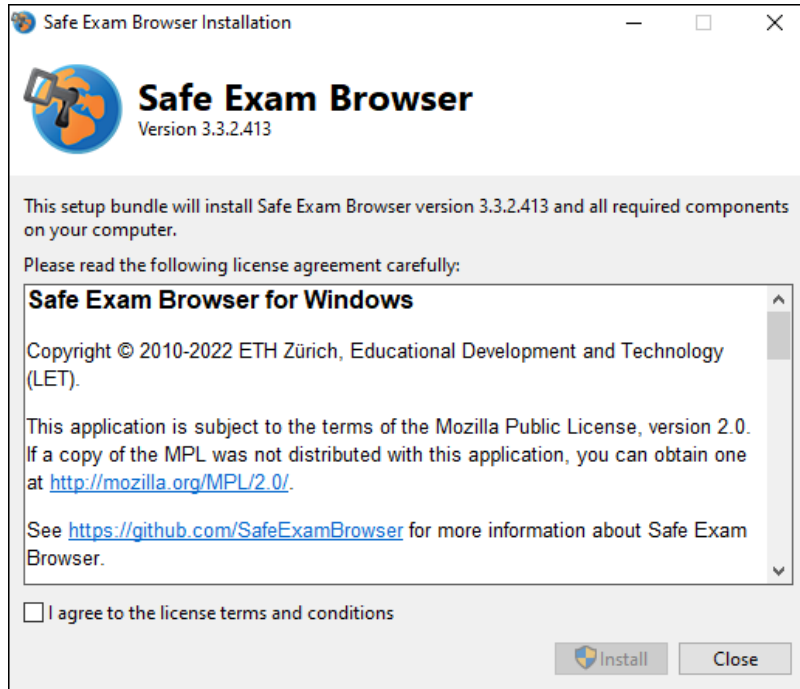 Safe Exam Browser Installation
Safe Exam Browser
Version 3.3.2.413
This setup bundle will install Safe Exam Browser version 3.3.2.413 and all required components
on your computer.
Please read the following license agreement carefully:
Safe Exam Browser for Windows
Copyright © 2010-2022 ETH Zürich, Educational Development and Technology
(LET).
This application is subject to the terms of the Mozilla Public License, version 2.0.
If a copy of the MPL was not distributed with this application, you can obtain one
at http://mozilla.org/MPL/2.0/.
See https://github.com/SafeExamBrowser for more information about Safe Exam
Browser.
I agree to the license terms and conditions
Install Close